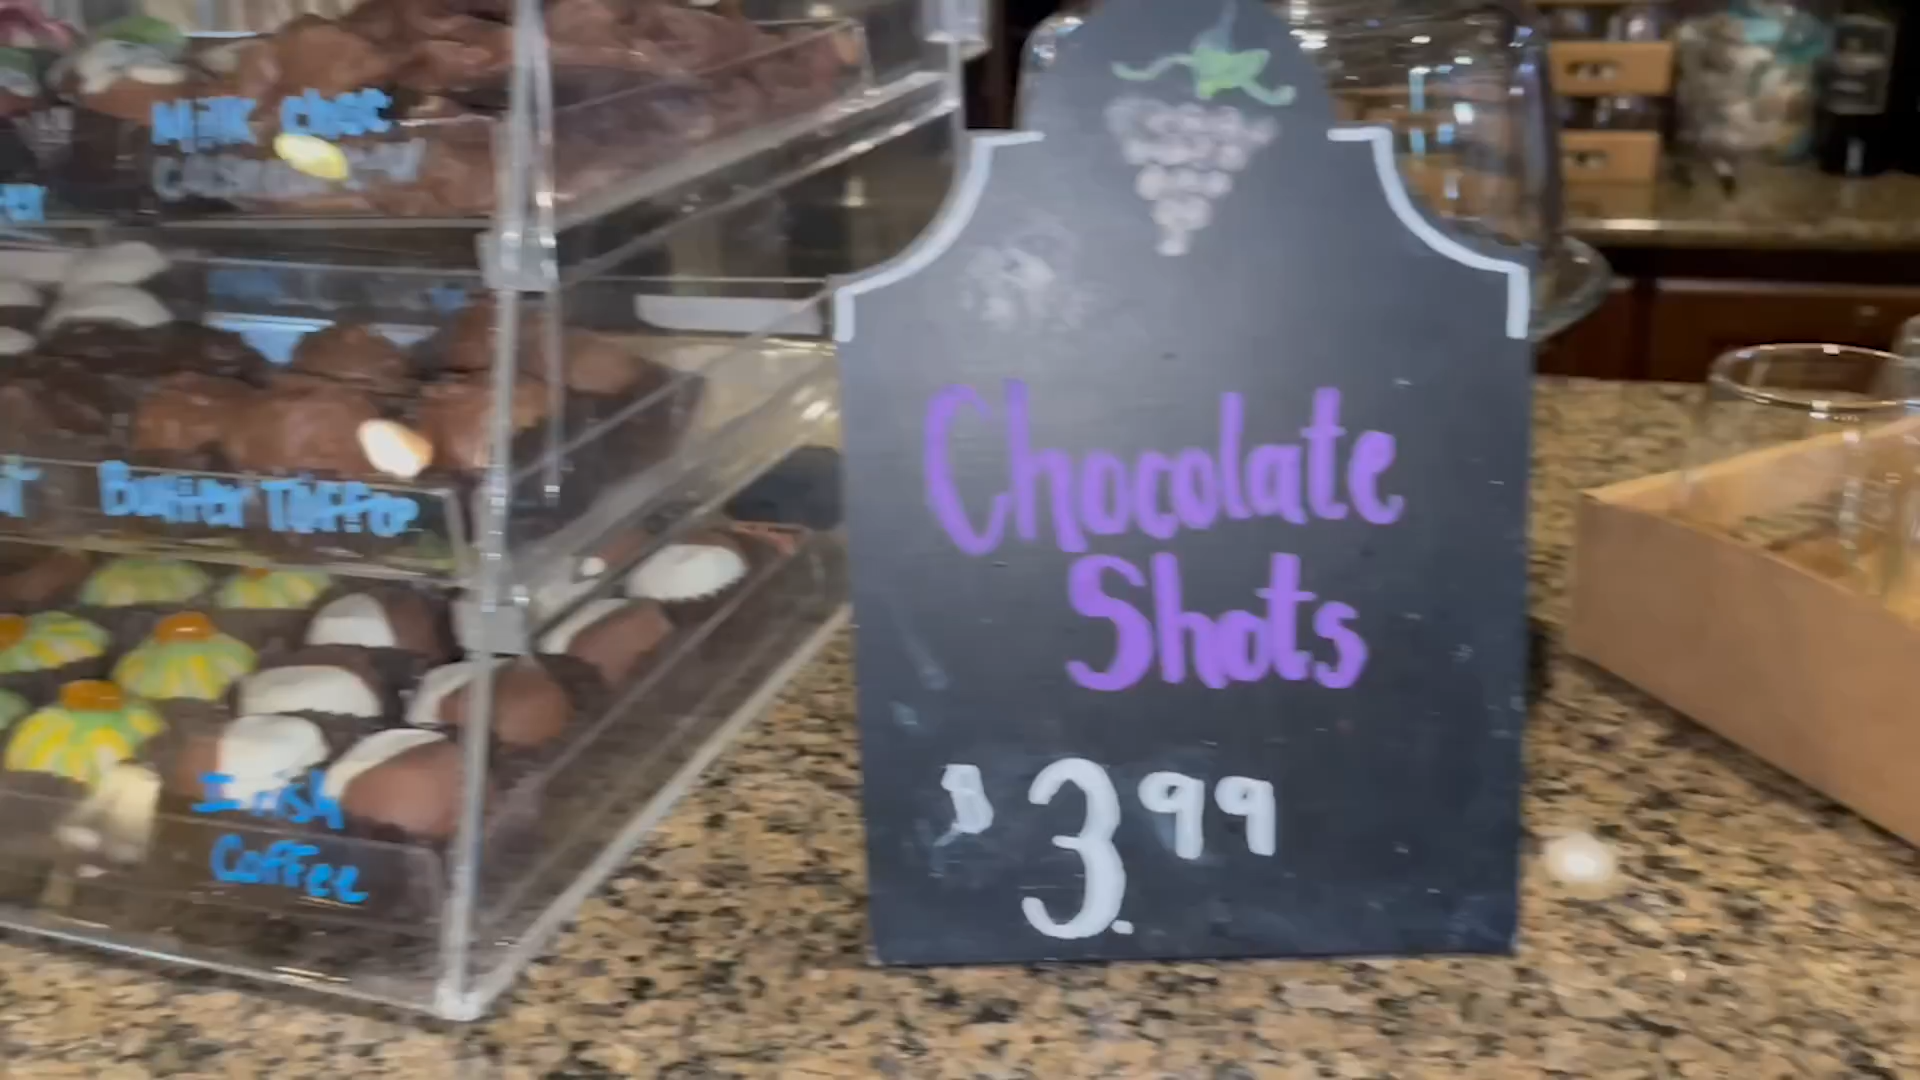 Milk Choc
Butter Toffee
Irish
Coffee
Chocolate
Shots
$3.99